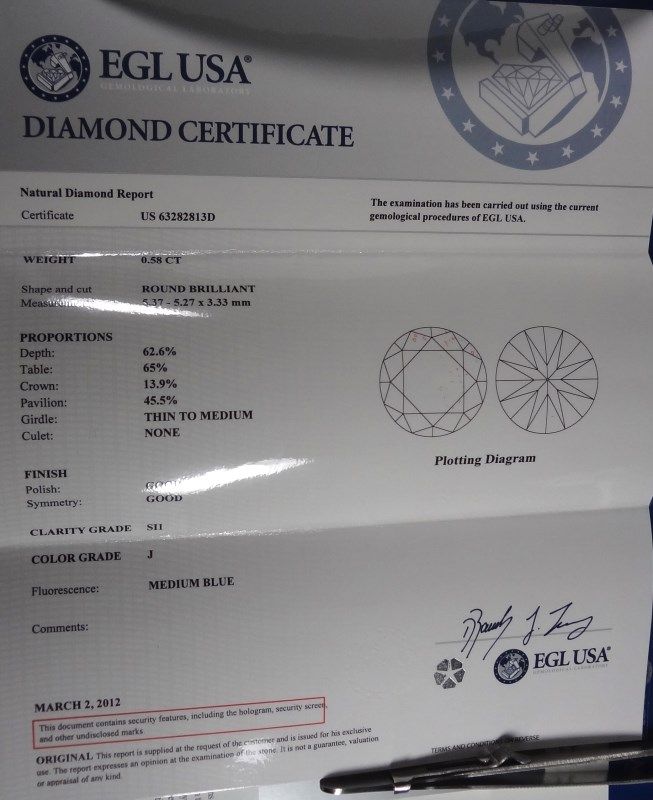 EGL USA®
GEMOLOGICAL LABORATORY
DIAMOND CERTIFICATE
Natural Diamond Report
Certificate US 63282813D
The examination has been carried out using the current
gemological procedures of EGL USA.
WEIGHT 0.58 CT
Shape and cut ROUND BRILLIANT
5.37 - 5.27 x 3.33 mm
PROPORTIONS
Depth: 62.6%
Table: 65%
Crown: 13.9%
Pavilion: 45.5%
Girdle: THIN TO MEDIUM
Culet: NONE
Plotting Diagram
FINISH
Polish:
Symmetry: GOOD
CLARITY GRADE SI1
COLOR GRADE J
Fluorescence: MEDIUM BLUE
Comments:
EGL USA®
GEMOLOGICAL LABORATORY
MARCH 2, 2012
This document contains security features, including the hologram, security screen,
and other undisclosed marks
ORIGINAL This report is supplied at the request of the customer and is issued for his exclusive
use. The report expresses an opinion at the examination of the stone. It is not a guarantee, valuation
or appraisal of any kind.
TERMS AND CONDITIONS ON REVERSE